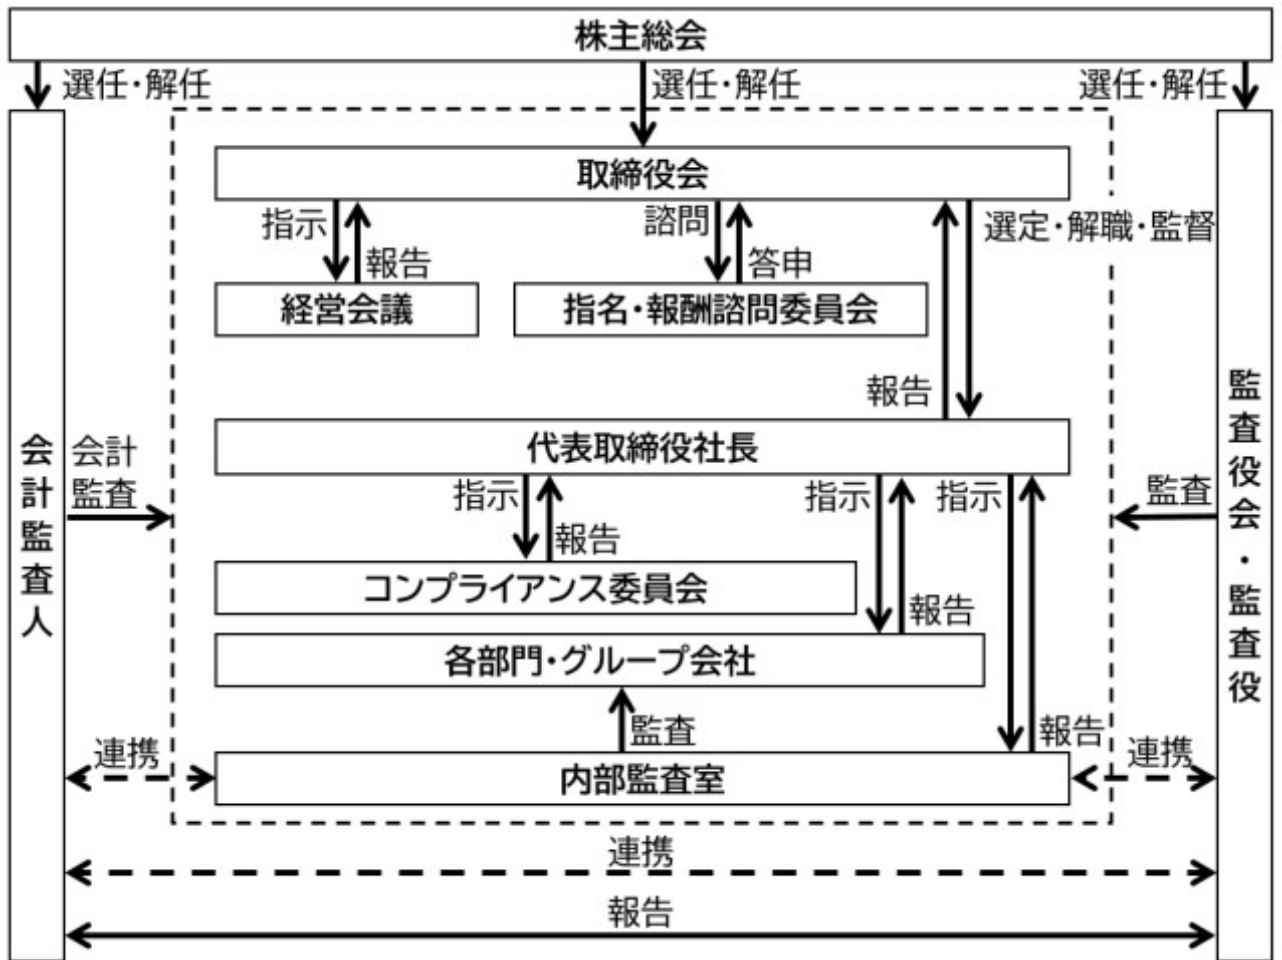 株主総会
選任・解任
選任・解任
選任・解任
取締役会
指示
報告
諮問
答申
選定・解職・監督
経営会議
指名・報酬諮問委員会
報告
代表取締役社長
会計監査人
会計
監査
監査役会・監査役
監査
指示
報告
指示
報告
指示
報告
コンプライアンス委員会
各部門・グループ会社
監査
連携
内部監査室
連携
連携
報告